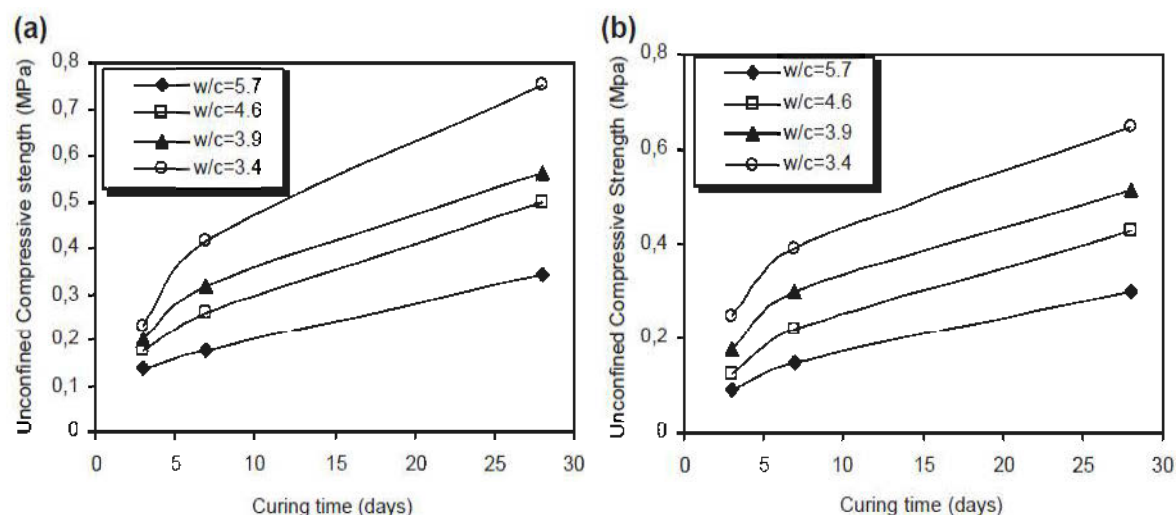 (a)
Unconfined Compressive stength (MPa)
0,8
0,7
0,6
0,5
0,4
0,3
0,2
0,1
0
w/c=5.7
w/c=4.6
w/c=3.9
w/c=3.4
0 5 10 15 20 25 30
Curing time (days)
(b)
Unconfined Compressive Strength (Mpa)
0,8
0,6
0,4
0,2
0
w/c=5.7
w/c=4.6
w/c=3.9
w/c=3.4
0 5 10 15 20 25 30
Curing time (days)